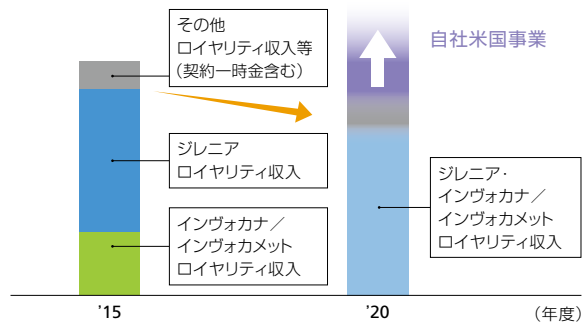 その他
ロイヤリティ収入等
（契約一時金含む）
自社米国事業
ジレニア
ロイヤリティ収入
インヴォカナ／
インヴォカメット
ロイヤリティ収入
ジレニア・
インヴォカナ／
インヴォカメット
ロイヤリティ収入
'15
'20
（年度）